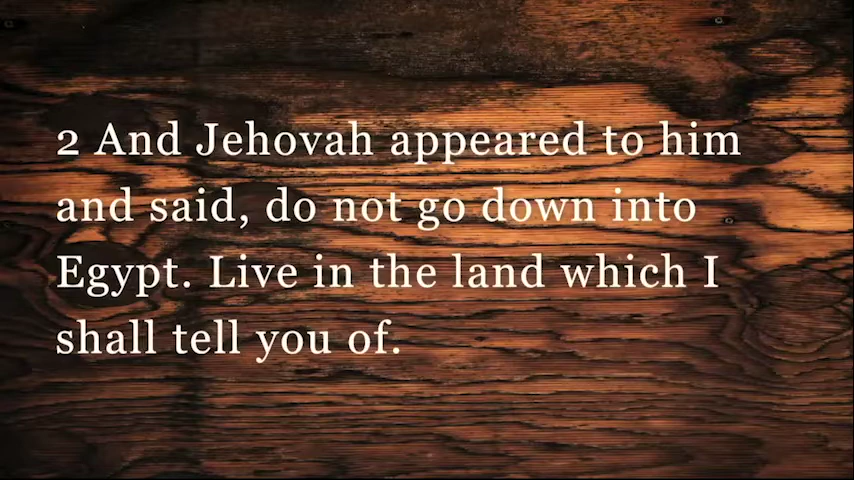 2 And Jehovah appeared to him
and said, do not go down into
Egypt. Live in the land which I
shall tell you of.